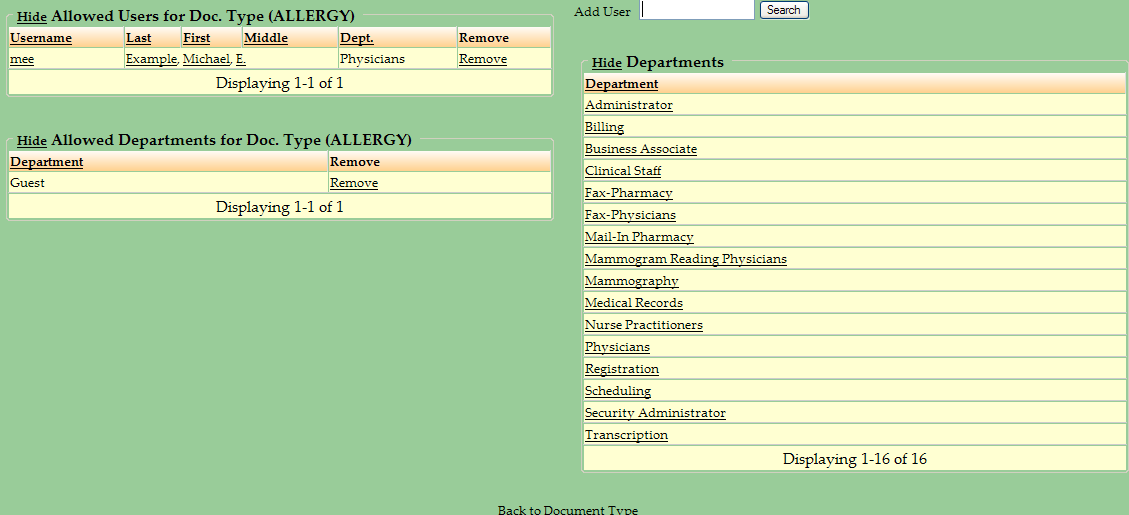 Hide Allowed Users for Doc. Type (ALLERGY)
Username Last First Middle Dept. Remove
mee Example, Michael, E. Physicians Remove
Displaying 1-1 of 1
Hide Allowed Departments for Doc. Type (ALLERGY)
Department Remove
Guest Remove
Displaying 1-1 of 1
Add User Search
Hide Departments
Department
Administrator
Billing
Business Associate
Clinical Staff
Fax-Pharmacy
Fax-Physicians
Mail-In Pharmacy
Mammogram Reading Physicians
Mammography
Medical Records
Nurse Practitioners
Physicians
Registration
Scheduling
Security Administrator
Transcription
Displaying 1-16 of 16
Back to Document Type